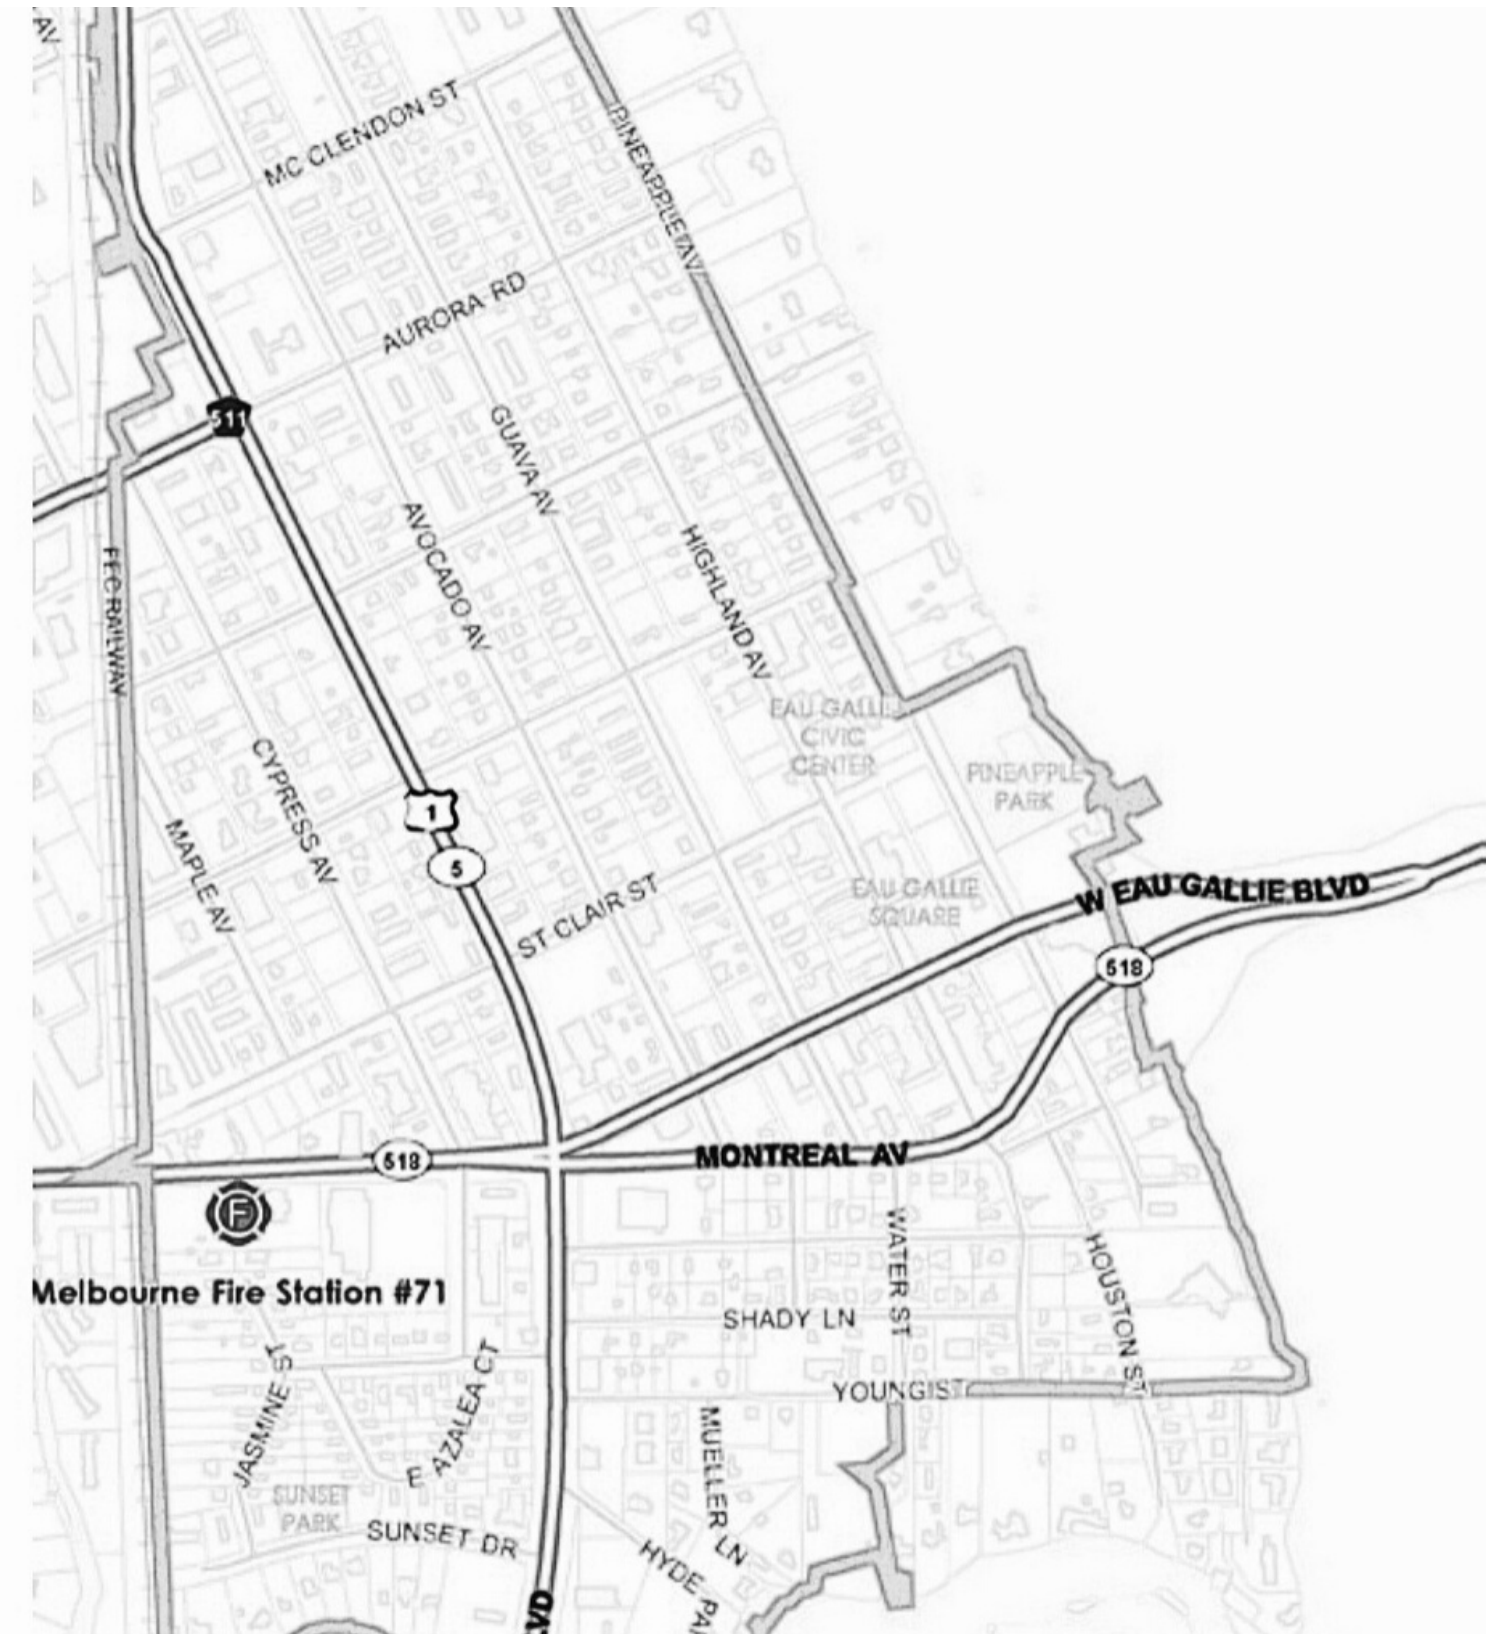 AV
MC CLENDON ST
PINEAPPLE AV
AURORA RD
511
GUAVA AV
AVOCADO AV
HIGHLAND AV
FEC RAILWAY
EAU GALLIE
CIVIC
CENTER
CYPRESS AV
PINEAPPLE
PARK
1
MAPLE AV
5
ST CLAIR ST
EAU GALLIE
SQUARE
W EAU GALLIE BLVD
518
518
MONTREAL AV
F
WATER ST
HOUSTON ST
Melbourne Fire Station #71
SHADY LN
JASMINE ST
E AZALEA CT
YOUNG ST
MUELLER LN
SUNSET
PARK
SUNSET DR
HYDE PA
VD